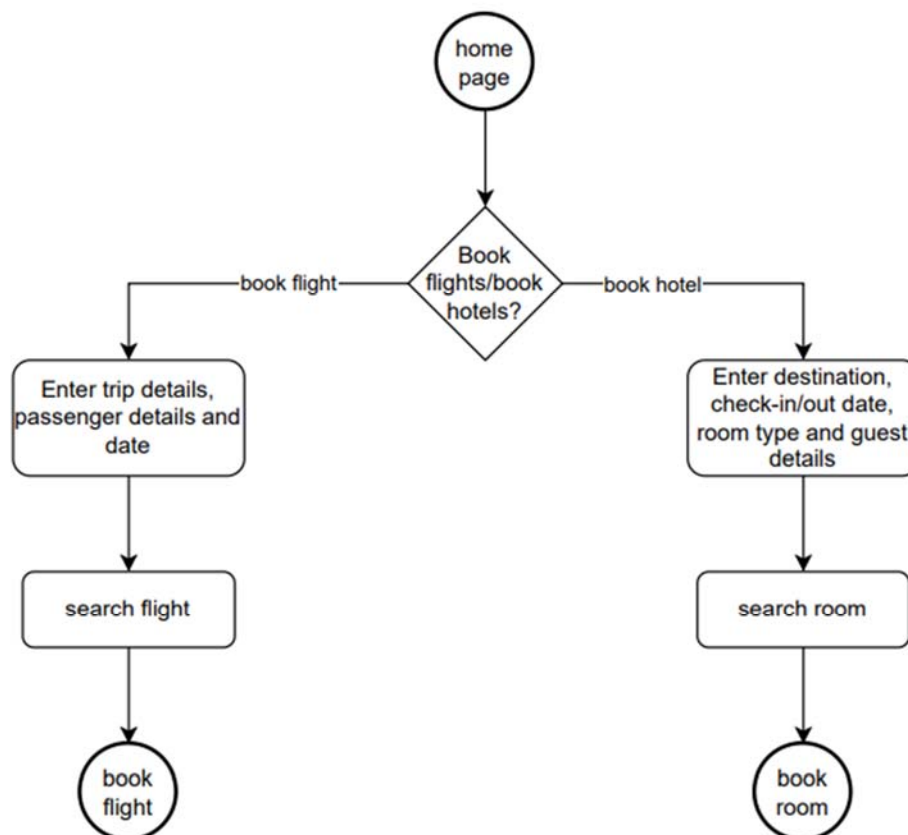 home
page
Book
flights/book
hotels?
book flight
book hotel
Enter trip details,
passenger details and
date
Enter destination,
check-in/out date,
room type and guest
details
search flight
search room
book
flight
book
room